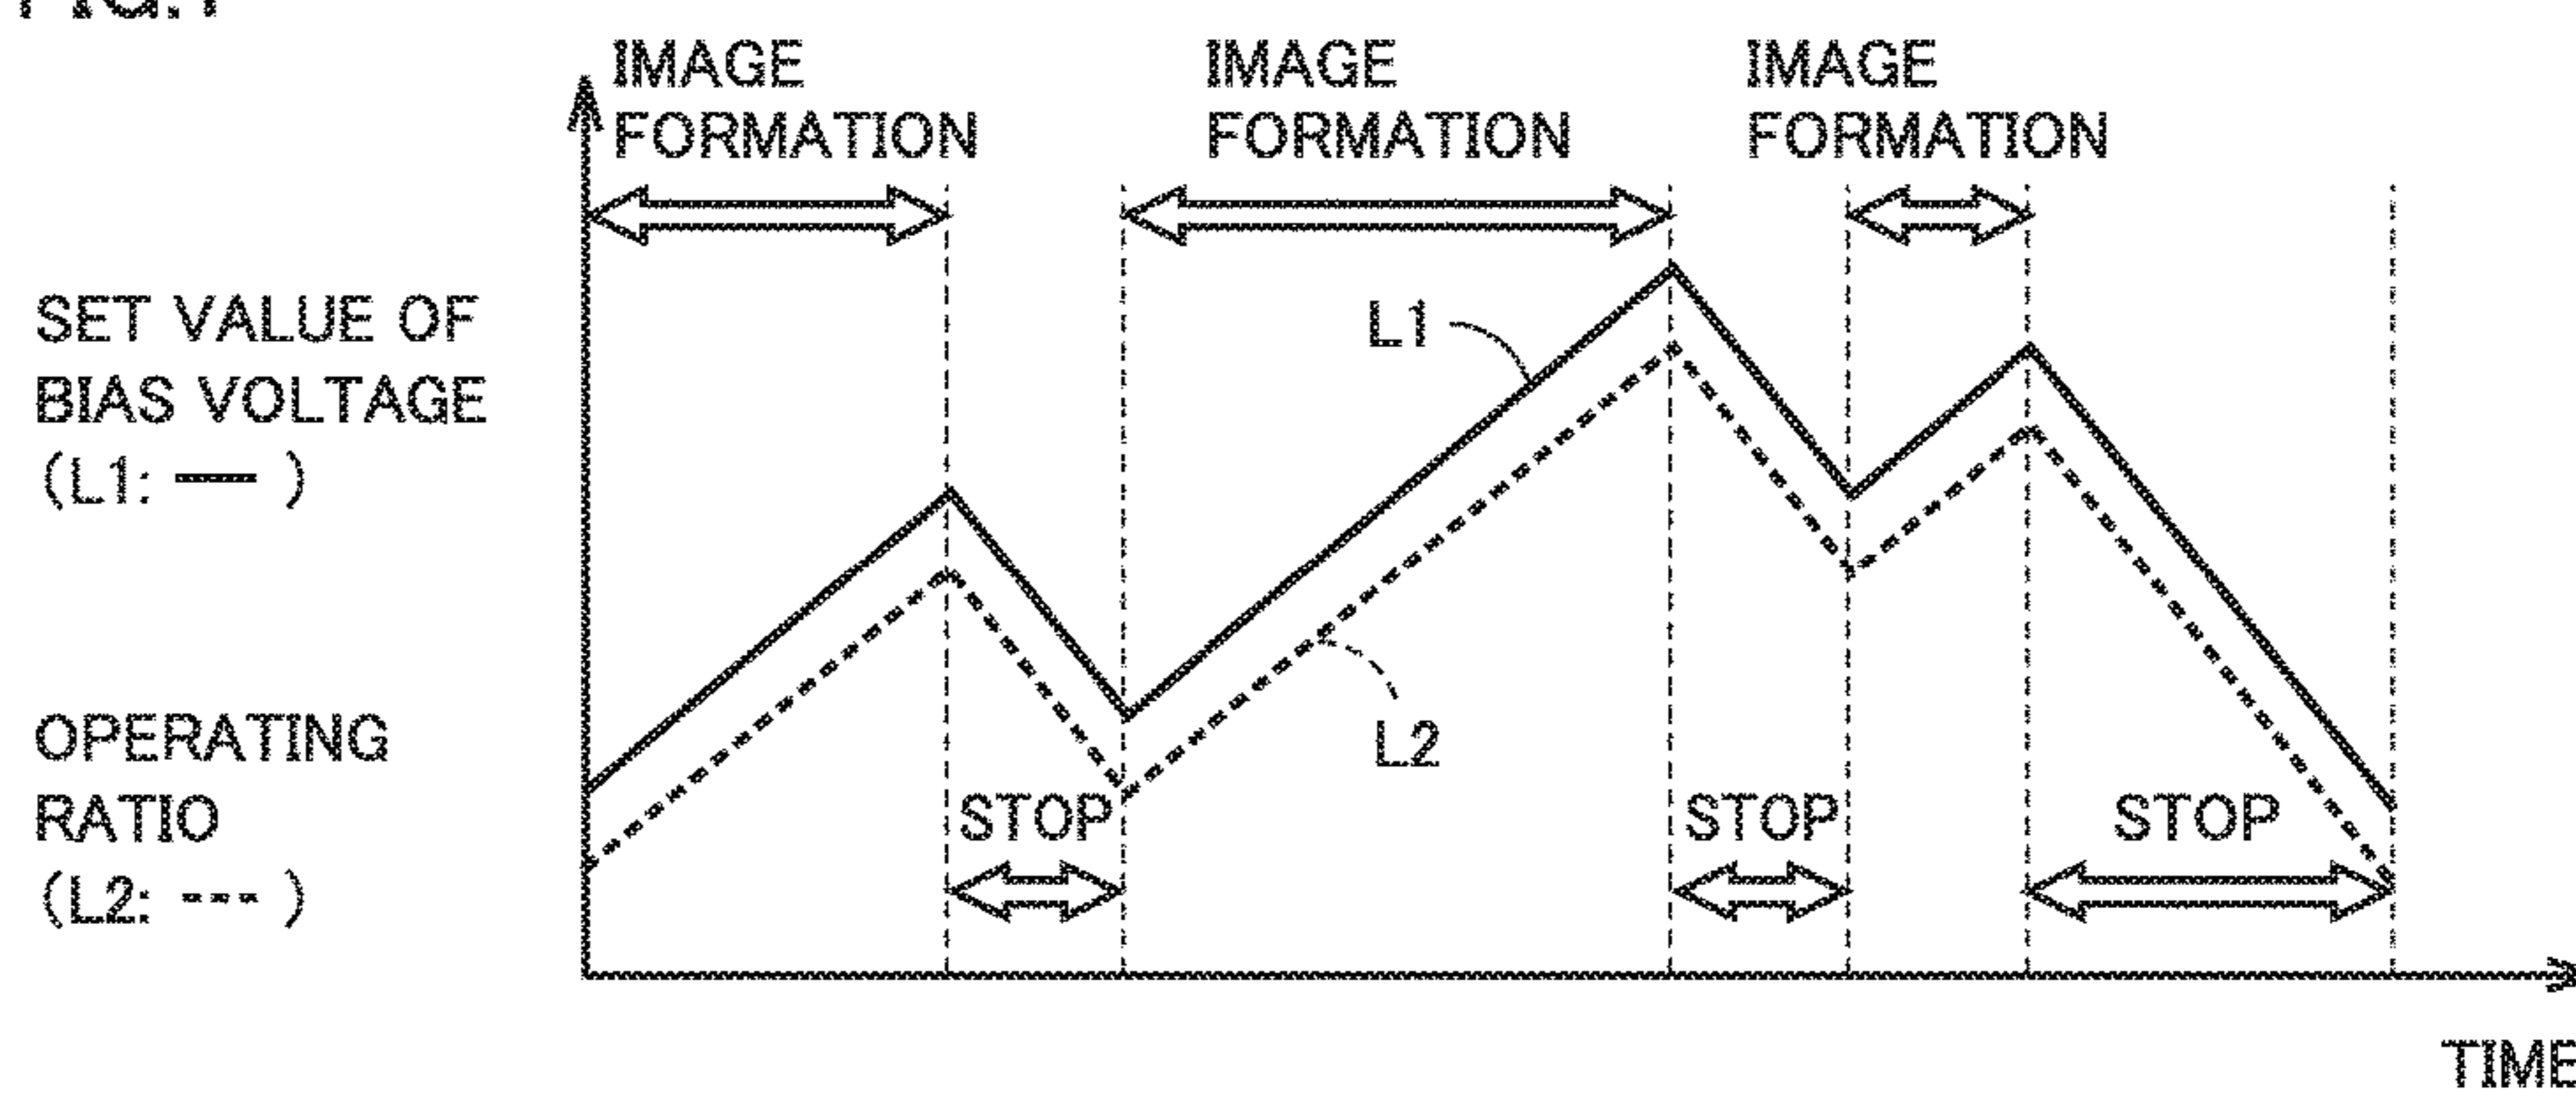 IMAGE
FORMATION
IMAGE
FORMATION
IMAGE
FORMATION
SET VALUE OF
BIAS VOLTAGE
(L1: — )
L1
OPERATING
RATIO
(L2: --- )
L2
STOP
STOP
STOP
TIME